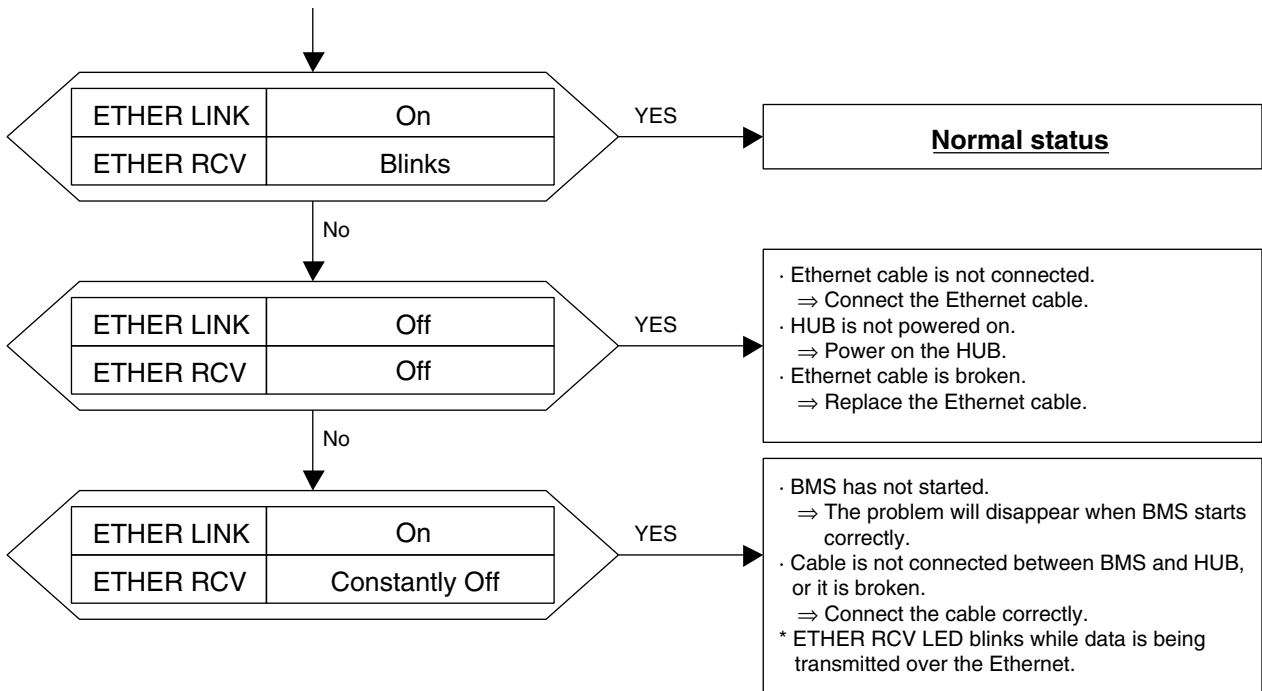 ETHER LINK On
ETHER RCV Blinks
YES
Normal status
No
ETHER LINK Off
ETHER RCV Off
YES
· Ethernet cable is not connected.
⇒ Connect the Ethernet cable.
· HUB is not powered on.
⇒ Power on the HUB.
· Ethernet cable is broken.
⇒ Replace the Ethernet cable.
No
ETHER LINK On
ETHER RCV Constantly Off
YES
· BMS has not started.
⇒ The problem will disappear when BMS starts
correctly.
· Cable is not connected between BMS and HUB,
or it is broken.
⇒ Connect the cable correctly.
* ETHER RCV LED blinks while data is being
transmitted over the Ethernet.